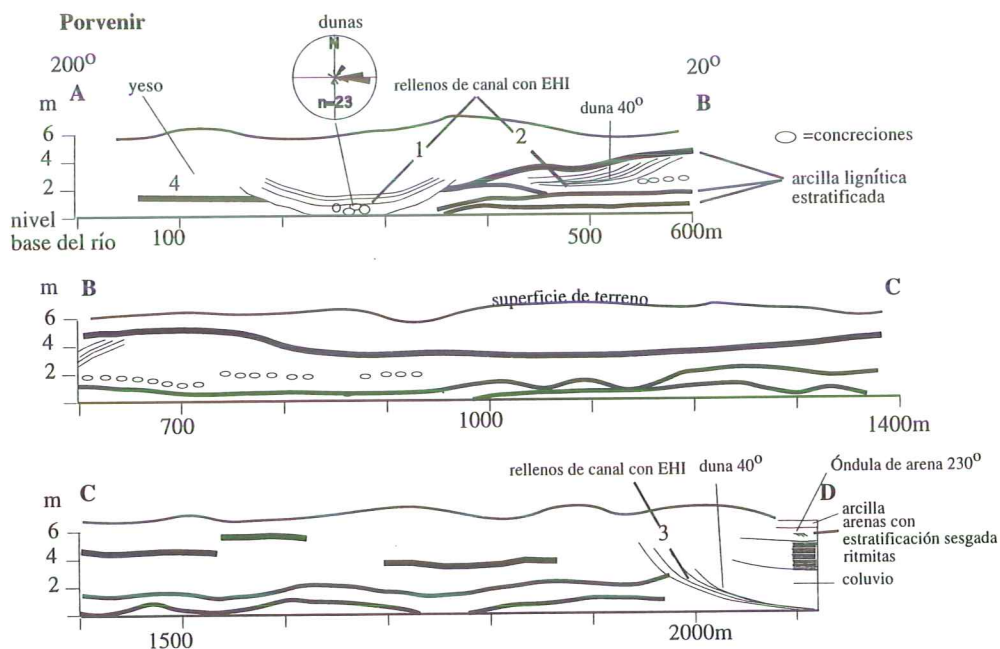 Porvenir
dunas
N
n=23
200°
A
yeso
rellenos de canal con EHI
20°
B
duna 40°
m
6
4
2
nivel
base del río
4
1
2
○ =concreciones
arcilla lignítica
estratificada
100
500
600m
m
B
superficie de terreno
C
6
4
2
700
1000
1400m
m
C
rellenos de canal con EHI
duna 40°
Óndula de arena 230°
D
6
4
2
3
arcilla
arenas con
estratificación sesgada
ritmitas
coluvio
1500
2000m